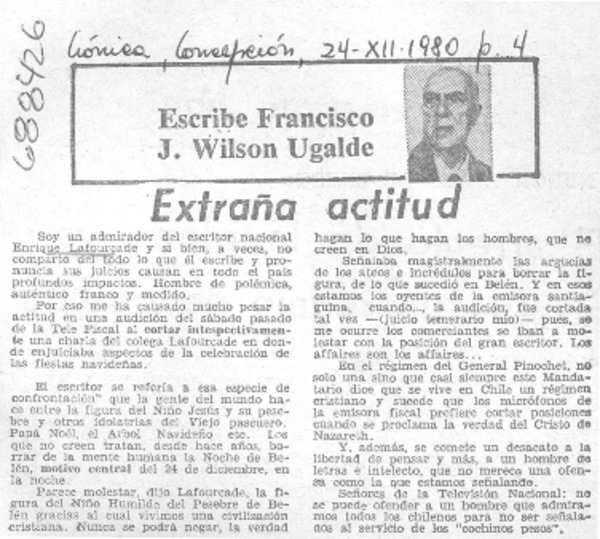 688426
Crónica, Concepción, 24-XII-1980 p. 4
Escribe Francisco
J. Wilson Ugalde
Extraña actitud
Soy un admirador del escritor nacional
Enrique Lafourcade y si bien, a veces, no
comparto del todo lo que él escribe y pro-
nuncia sus juicios causan en todo el país
profundos impactos. Hombre de polémica,
auténtico franco y medido.
Por eso me ha causado mucho pesar la
actitud en una audición del sábado pasado
de la Tele Fiscal al cortar intespectivamen-
te una charla del colega Lafourcade en don-
de enjuiciaba aspectos de la celebración de
las fiestas navideñas.
El escritor se refería a esa especie de
confrontación" que la gente del mundo ha-
ce entre la figura del Niño Jesús y su pese-
bre y otros idolatrías del Viejo pascuero.
Papá Noél, el Arbol Navideño etc. Los
que no creen tratan, desde hace años, bo-
rrar de la mente humana la Noche de Be-
lén, motivo central del 24 de diciembre, en
la noche.
Parece molestar, dijo Lafourcade, la fi-
gura del Niño Humilde del Pesebre de Be-
lén gracias al cual vivimos una civilización
cristiana. Nunca se podrá negar, la verdad
hagan lo que hagan los hombres, que no
creen en Dios.
Señalaba magistralmente las argucias
de los ateos e incrédulos para borrar la fi-
gura, de lo que sucedió en Belén. Y en esos
estamos los oyentes de la emisora santia-
guina, cuando..., la audición, fue cortada
tal vez —(juicio temerario mío)— pues, se
me ocurre los comerciantes se iban a mo-
lestar con la posición del gran escritor. Los
affaires son los affaires...
En el régimen del General Pinochet, no
solo una sino que casi siempre este Manda-
tario dice que se vive en Chile un régimen
cristiano y sucede que los micrófonos de
la emisora fiscal prefiere cortar posiciones
cuando se proclama la verdad del Cristo de
Nazareth.
Y, además, se comete un desacato a la
libertad de pensar y más, a un hombre de
letras e intelecto, que no mereca una ofen-
sa como la que estamos señalando.
Señores de la Televisión Nacional: no
se puede ofender a un hombre que admira-
mos todos los chilenos para no ser señala-
dos al servicio de los "cochinos pesos".